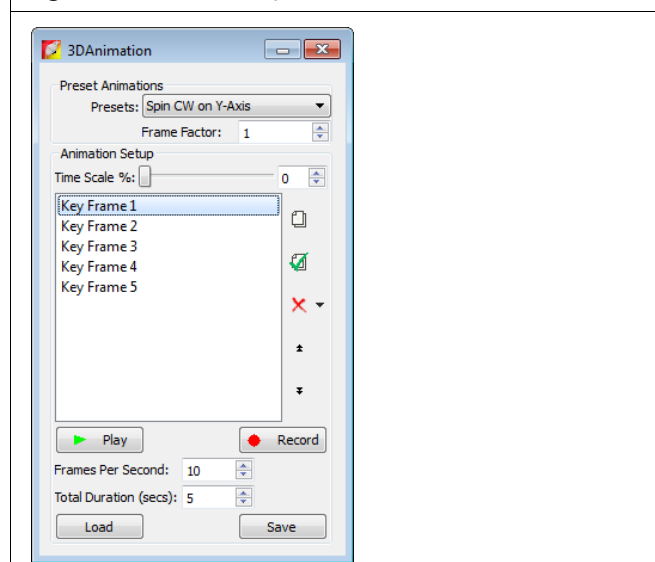 3DAnimation
Preset Animations
Presets: Spin CW on Y-Axis
Frame Factor: 1
Animation Setup
Time Scale %: 0
Key Frame 1
Key Frame 2
Key Frame 3
Key Frame 4
Key Frame 5
Play Record
Frames Per Second: 10
Total Duration (secs): 5
Load Save